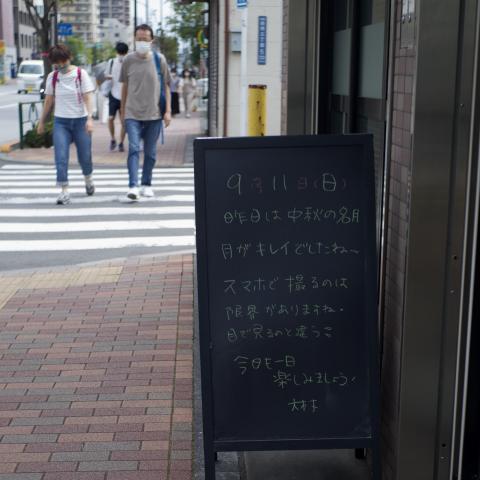 9月11日(日)
昨日は中秋の名月
月がキレイでしたね〜
スマホで撮るのは
限界がありますね・
目で見るのと違うっ
今日も一日
楽しみましょう!
大林